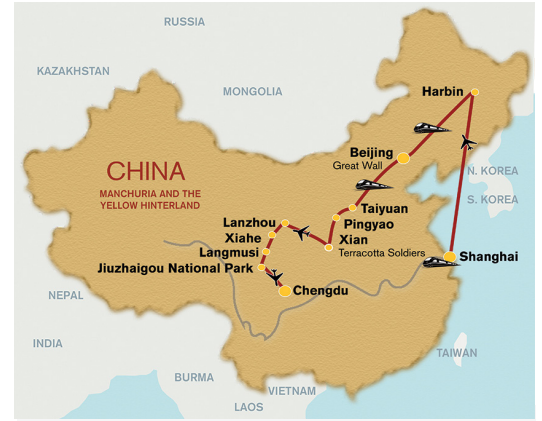 RUSSIA
KAZAKHSTAN
MONGOLIA
Harbin
Beijing
Great Wall
CHINA
MANCHURIA AND THE
YELLOW HINTERLAND
N. KOREA
S. KOREA
Taiyuan
Pingyao
Lanzhou
Xiahe
Xian
Langmusi
Terracotta Soldiers
Shanghai
Jiuzhaigou National Park
Chengdu
NEPAL
INDIA
TAIWAN
BURMA
VIETNAM
LAOS